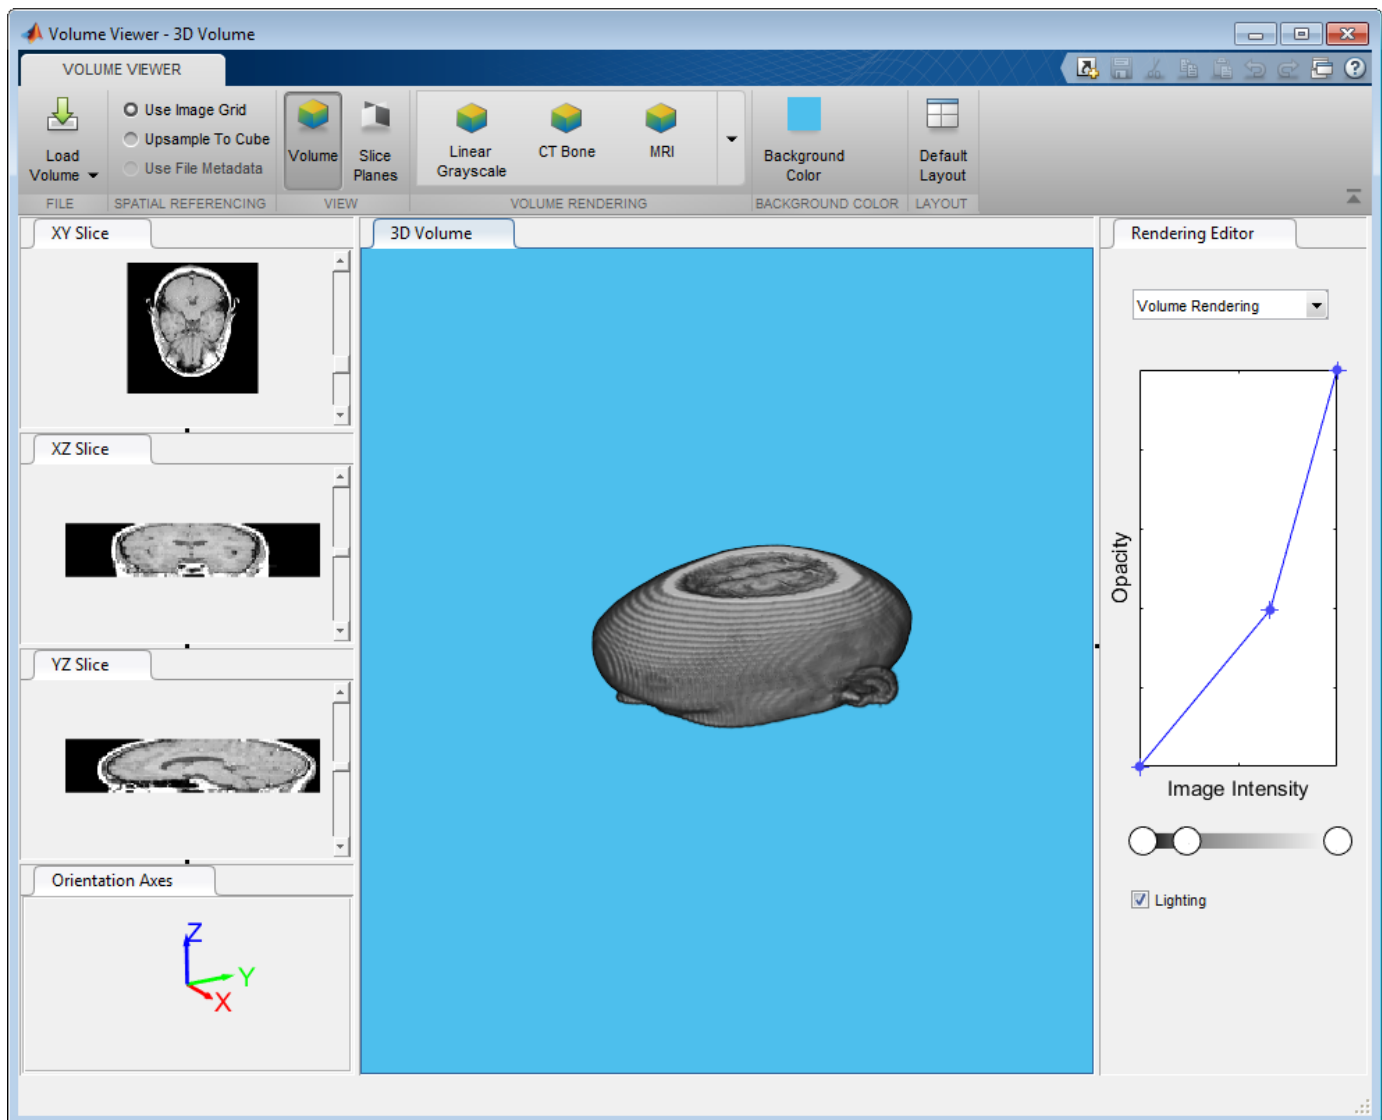 Volume Viewer - 3D Volume
VOLUME VIEWER
Load
Volume
Use Image Grid
Upsample To Cube
Use File Metadata
Volume
Slice
Planes
Linear
Grayscale
CT Bone
MRI
Background
Color
Default
Layout
FILE
SPATIAL REFERENCING
VIEW
VOLUME RENDERING
BACKGROUND COLOR
LAYOUT
XY Slice
XZ Slice
YZ Slice
Orientation Axes
Z
Y
X
3D Volume
Rendering Editor
Volume Rendering
Opacity
Image Intensity
Lighting